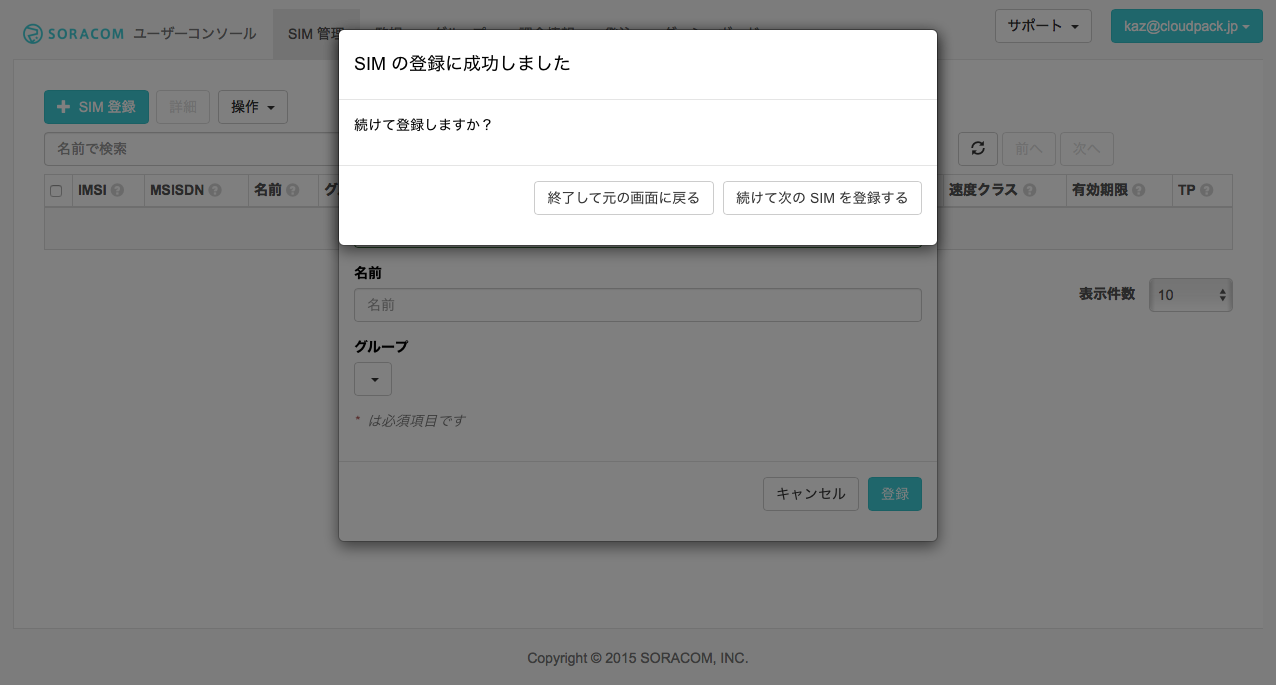 SORACOM ユーザーコンソール
SIM 管理
サポート
kaz@cloudpack.jp
SIM の登録に成功しました
続けて登録しますか？
終了して元の画面に戻る
続けて次の SIM を登録する
SIM 登録
詳細
操作
名前で検索
前へ
次へ
IMSI
MSISDN
名前
速度クラス
有効期限
TP
名前
名前
表示件数
10
グループ
* は必須項目です
キャンセル
登録
Copyright © 2015 SORACOM, INC.